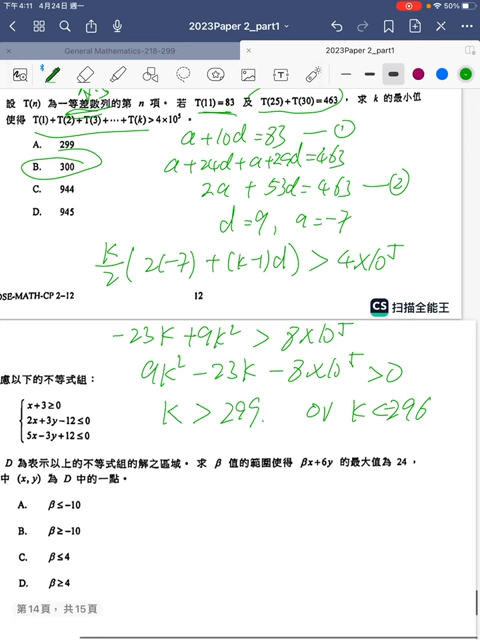 下午4:11 4月24日 週一
50%
2023Paper 2_part1
General Mathematics-218-299
2023Paper 2_part1
設 T(n) 為一等差數列的第 n 項。若 T(11)=83 及 T(25)+T(30)=463,求 k 的最小值
使得 T(1)+T(2)+T(3)+⋯+T(k)>4×10⁵。
A. 299
B. 300
C. 944
D. 945
a+10d=83 —①
a+24d+a+29d=463
2a+53d=463 —②
d=9, a=-7
k/2 (2(-7)+(k-1)d) > 4×10⁵
DSE-MATH-CP 2-12
12
CS 扫描全能王
-23k+9k² > 8×10⁵
9k²-23k-8×10⁵>0
k>299. or k<-296
慮以下的不等式組:
x+3≥0
2x+3y-12≤0
5x-3y+12≤0
D 為表示以上的不等式組的解之區域。求 β 值的範圍使得 βx+6y 的最大值為 24,
中 (x, y) 為 D 中的一點。
A. β≤-10
B. β≥-10
C. β≤4
D. β≥4
第14頁,共15頁